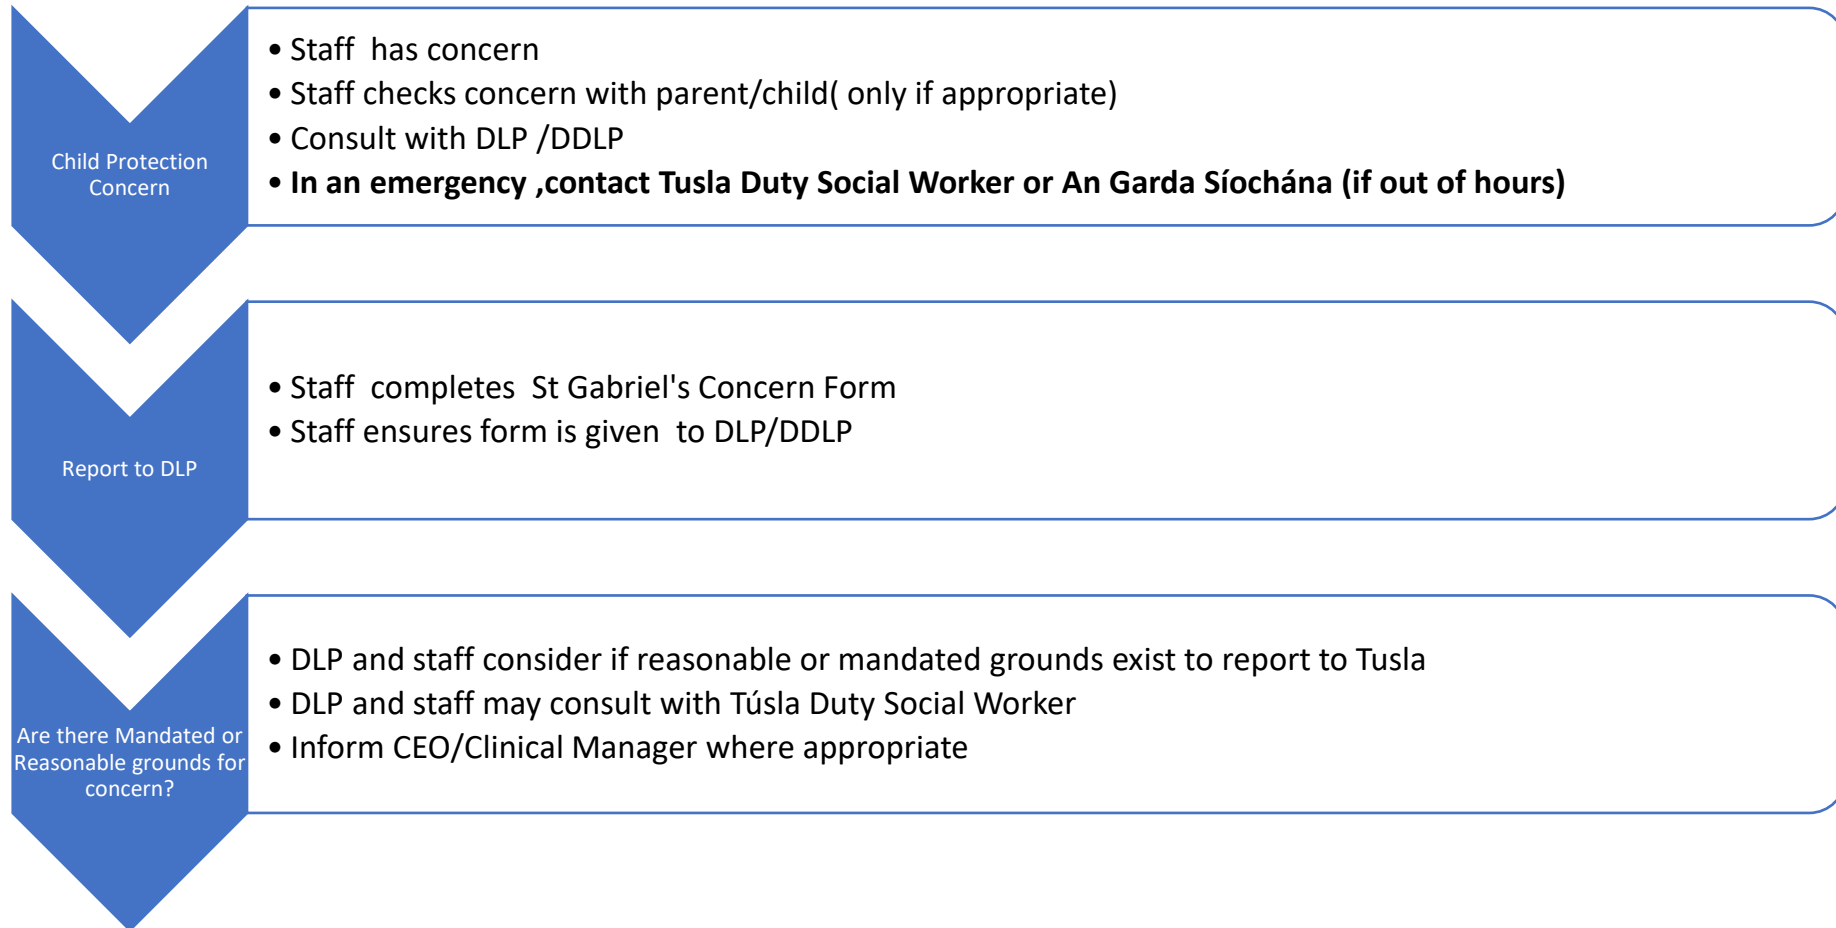 Child Protection
Concern
• Staff  has concern
• Staff checks concern with parent/child( only if appropriate)
• Consult with DLP /DDLP
• In an emergency ,contact Tusla Duty Social Worker or An Garda Síochána (if out of hours)
Report to DLP
• Staff  completes  St Gabriel's Concern Form
• Staff ensures form is given  to DLP/DDLP
Are there Mandated or
Reasonable grounds for
concern?
• DLP and staff consider if reasonable or mandated grounds exist to report to Tusla
• DLP and staff may consult with Túsla Duty Social Worker
• Inform CEO/Clinical Manager where appropriate